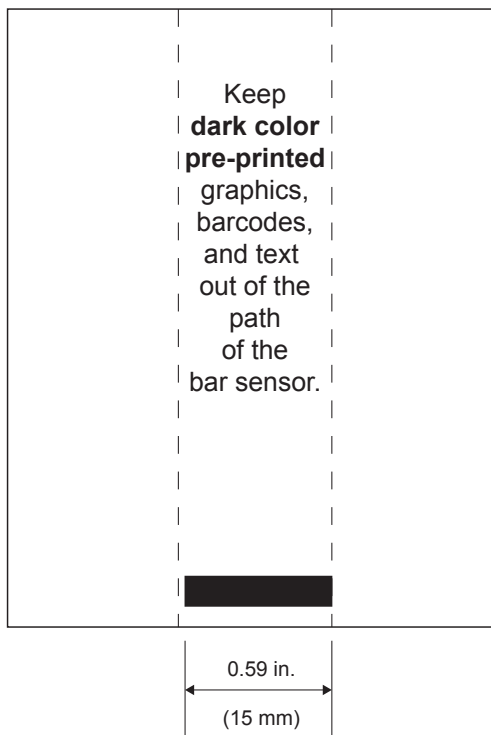 Keep
dark color
pre-printed
graphics,
barcodes,
and text
out of the
path
of the
bar sensor.
0.59 in.
(15 mm)